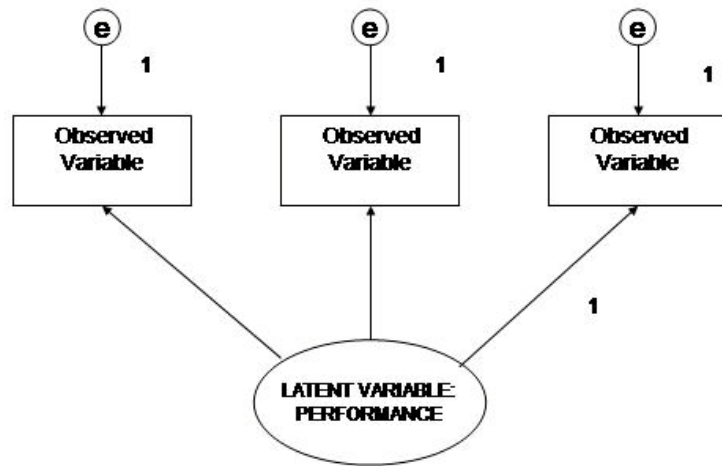 e e e
1 1 1
Observed Variable
Observed Variable
Observed Variable
1
LATENT VARIABLE:
PERFORMANCE